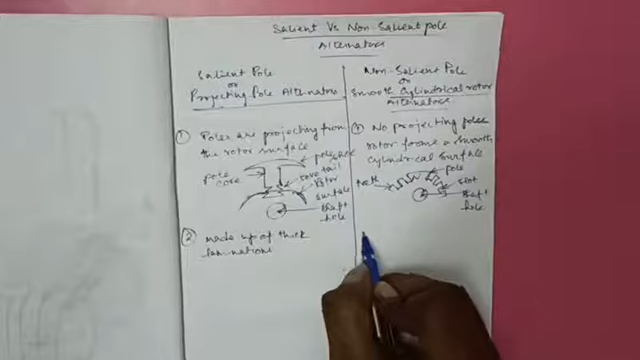 Salient Vs Non-Salient pole
Alternators
Salient Pole
or
Projecting Pole Alternators
① Poles are projecting from
the rotor surface
pole shoe
pole
core
dove tail
rotor
surface
shaft
hole
② made up of thick
laminations
Non-Salient Pole
or
Smooth Cylindrical rotor
Alternators
① No projecting poles
rotor forms a smooth
cylindrical surface
pole
teeth
slot
shaft
hole